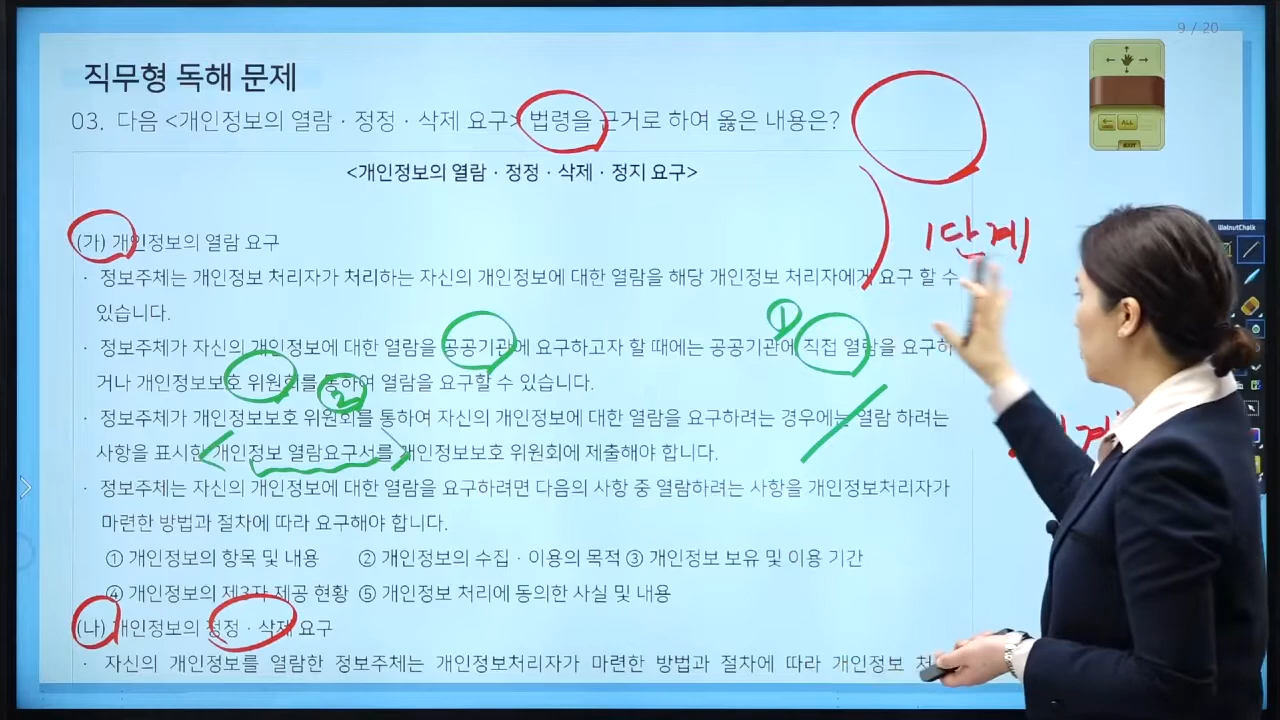 9 / 20
직무형 독해 문제
03. 다음 <개인정보의 열람 · 정정 · 삭제 요구> 법령을 근거로 하여 옳은 내용은?
<개인정보의 열람 · 정정 · 삭제 · 정지 요구>
(가) 개인정보의 열람 요구
· 정보주체는 개인정보 처리자가 처리하는 자신의 개인정보에 대한 열람을 해당 개인정보 처리자에게 요구 할 수
있습니다.
· 정보주체가 자신의 개인정보에 대한 열람을 공공기관에 요구하고자 할 때에는 공공기관에 직접 열람을 요구하
거나 개인정보보호 위원회를 통하여 열람을 요구할 수 있습니다.
· 정보주체가 개인정보보호 위원회를 통하여 자신의 개인정보에 대한 열람을 요구하려는 경우에는 열람 하려는
사항을 표시한 개인정보 열람요구서를 개인정보보호 위원회에 제출해야 합니다.
· 정보주체는 자신의 개인정보에 대한 열람을 요구하려면 다음의 사항 중 열람하려는 사항을 개인정보처리자가
마련한 방법과 절차에 따라 요구해야 합니다.
① 개인정보의 항목 및 내용 ② 개인정보의 수집 · 이용의 목적 ③ 개인정보 보유 및 이용 기간
④ 개인정보의 제3자 제공 현황 ⑤ 개인정보 처리에 동의한 사실 및 내용
(나) 개인정보의 정정 · 삭제 요구
· 자신의 개인정보를 열람한 정보주체는 개인정보처리자가 마련한 방법과 절차에 따라 개인정보
1단계
①
②
ALL
EXIT
WalnutChalk